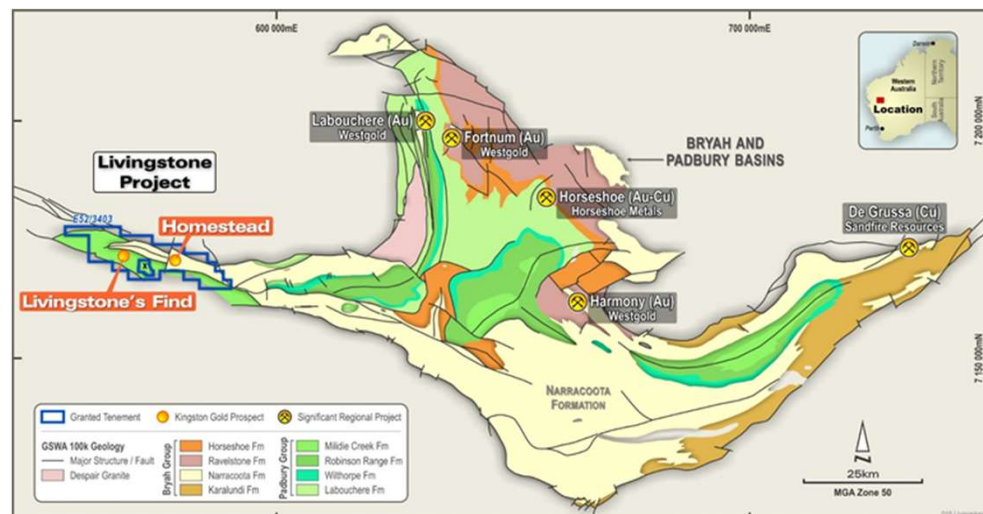 600 000mE
700 000mE
Darwin
Western
Australia
Northern
Territory
Location
South
Australia
Perth
7 200 000mN
Labouchere (Au)
Westgold
Fortnum (Au)
Westgold
BRYAH AND
PADBURY BASINS
Livingstone
Project
Horseshoe (Au-Cu)
Horseshoe Metals
E52/3403
Homestead
De Grussa (Cu)
Sandfire Resources
Livingstone's Find
Harmony (Au)
Westgold
7 150 000mN
NARRACOOTA
FORMATION
Granted Tenement
Kingston Gold Prospect
Significant Regional Project
GSWA 100k Geology
Major Structure / Fault
Despair Granite
Bryah Group
Horseshoe Fm
Ravelstone Fm
Narracoota Fm
Karalundi Fm
Padbury Group
Millidie Creek Fm
Robinson Range Fm
Wilthorpe Fm
Labouchere Fm
N
25km
MGA Zone 50